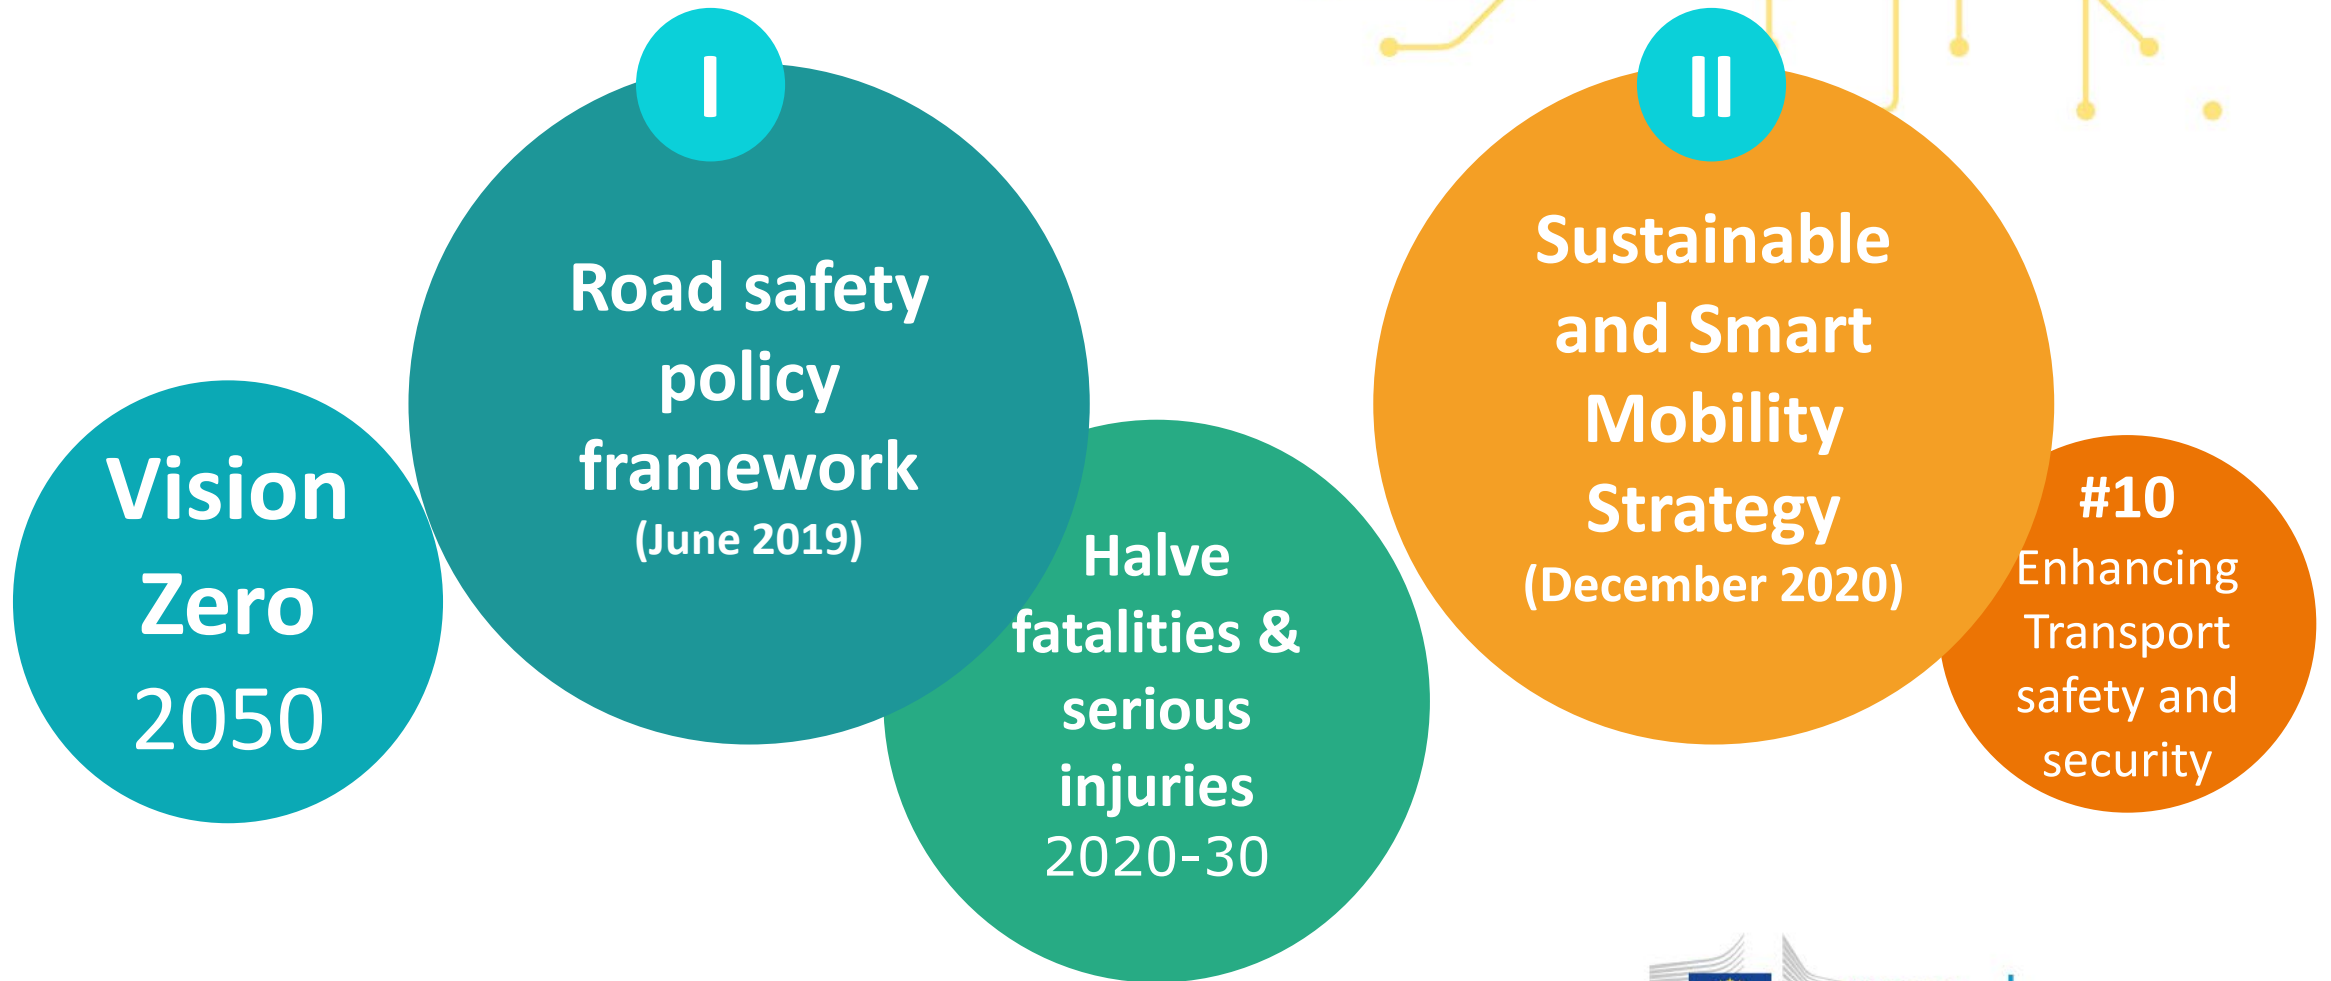 I
Road safety
policy
framework
(June 2019)
Vision
Zero
2050
Halve
fatalities &
serious
injuries
2020-30
II
Sustainable
and Smart
Mobility
Strategy
(December 2020)
#10
Enhancing
Transport
safety and
security